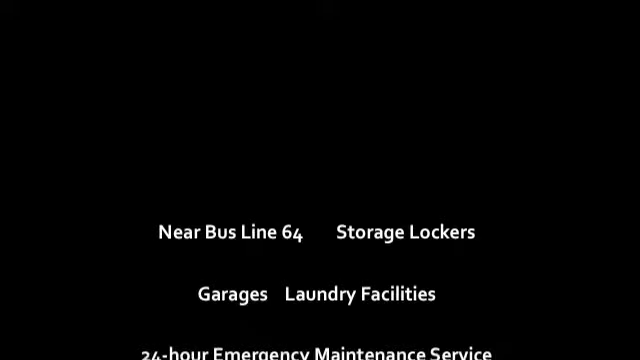 Near Bus Line 64 Storage Lockers
Garages Laundry Facilities
24-hour Emergency Maintenance Service